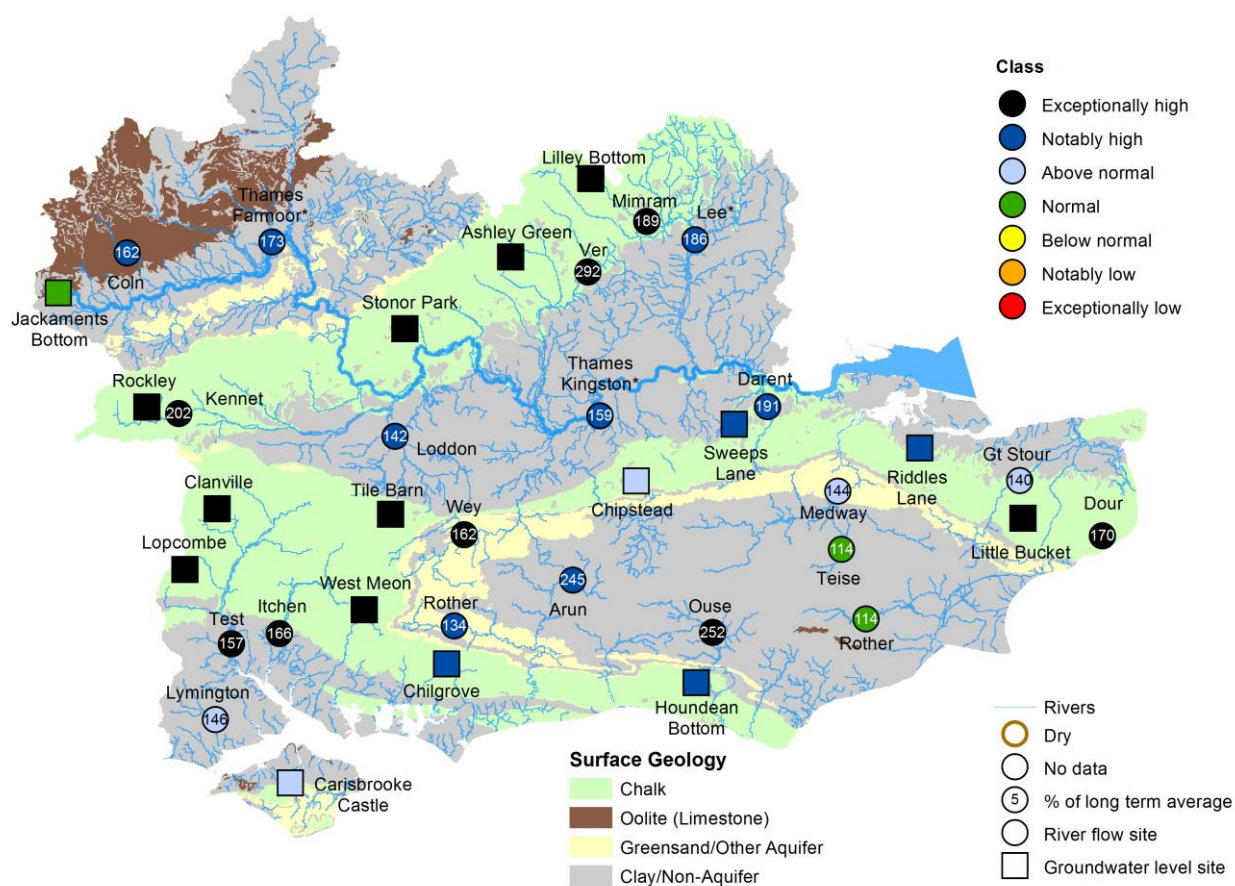 Class
Exceptionally high
Notably high
Above normal
Normal
Below normal
Notably low
Exceptionally low
Lilley Bottom
Mimram
189
Lee*
186
Thames
Farmoor*
173
Ashley Green
Ver
292
162
Coln
Stonor Park
Jackaments
Bottom
Thames
Kingston*
159
Darent
191
Rockley
Kennet
202
142
Loddon
Sweeps
Lane
Riddles
Lane
Gt Stour
140
Clanville
Tile Barn
Wey
162
Chipstead
144
Medway
Dour
170
Little Bucket
Lopcombe
114
Teise
West Meon
245
Arun
Rother
134
Ouse
252
114
Rother
Test
157
Itchen
166
Chilgrove
Houndean
Bottom
Lymington
146
Carisbrooke
Castle
Surface Geology
Chalk
Oolite (Limestone)
Greensand/Other Aquifer
Clay/Non-Aquifer
Rivers
Dry
No data
5
% of long term average
River flow site
Groundwater level site